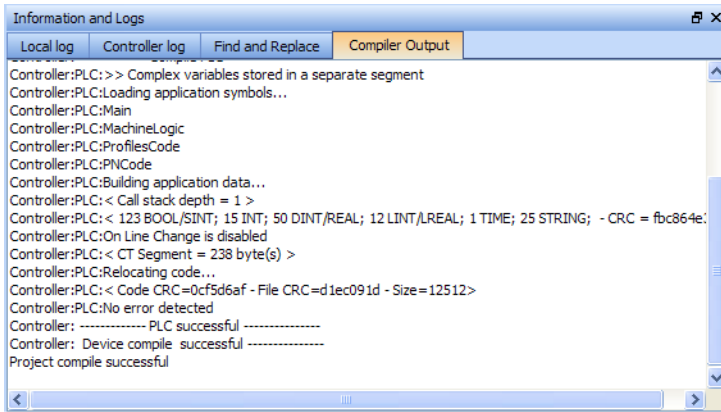 Information and Logs
Local log
Controller log
Find and Replace
Compiler Output
Controller:PLC:>> Complex variables stored in a separate segment
Controller:PLC:Loading application symbols...
Controller:PLC:Main
Controller:PLC:MachineLogic
Controller:PLC:ProfilesCode
Controller:PLC:PNCode
Controller:PLC:Building application data...
Controller:PLC:< Call stack depth = 1 >
Controller:PLC:< 123 BOOL/SINT; 15 INT; 50 DINT/REAL; 12 LINT/LREAL; 1 TIME; 25 STRING;  - CRC = fbc864e
Controller:PLC:On Line Change is disabled
Controller:PLC:< CT Segment = 238 byte(s) >
Controller:PLC:Relocating code...
Controller:PLC:< Code CRC=0cf5d6af - File CRC=d1ec091d - Size=12512>
Controller:PLC:No error detected
Controller: ------------- PLC successful ---------------
Controller:  Device compile  successful ---------------
Project compile successful